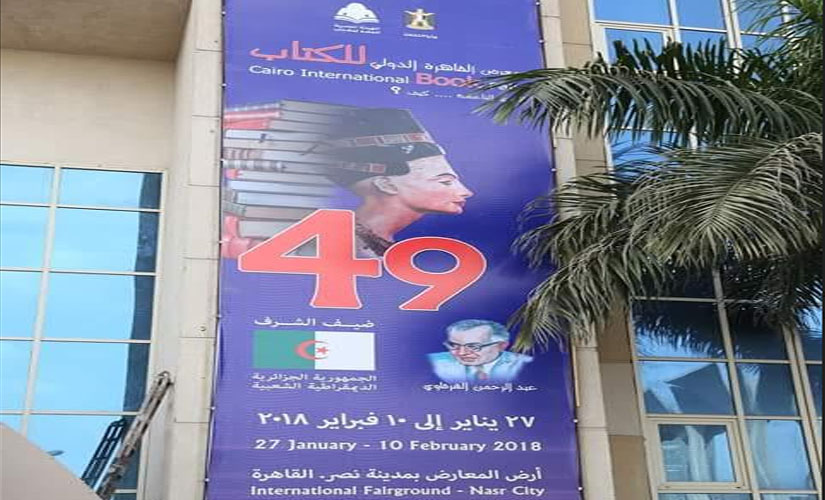 معرض القاهرة الدولي للكتاب
Cairo International Book
كيف ؟
49
ضيف الشرف
الجمهورية الجزائرية
الديمقراطية الشعبية
عبد الرحمن الشرقاوي
٢٧ يناير إلى ١٠ فبراير ٢٠١٨
27 January - 10 February 2018
أرض المعارض بمدينة نصر. القاهرة
International Fairground - Nasr City